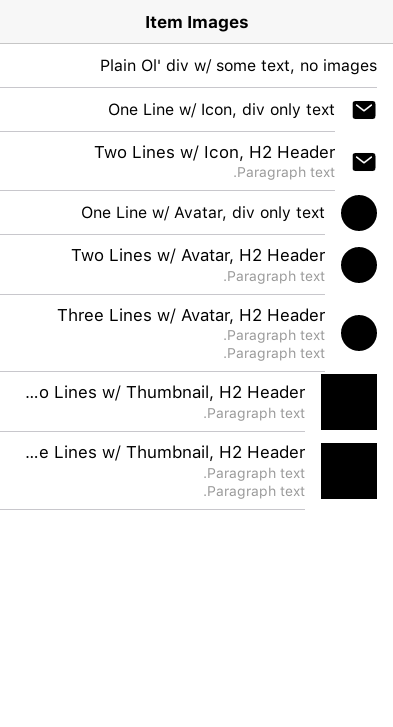 Item Images
Plain Ol' div w/ some text, no images
One Line w/ Icon, div only text
Two Lines w/ Icon, H2 Header
.Paragraph text
One Line w/ Avatar, div only text
Two Lines w/ Avatar, H2 Header
.Paragraph text
Three Lines w/ Avatar, H2 Header
.Paragraph text
.Paragraph text
...o Lines w/ Thumbnail, H2 Header
.Paragraph text
...e Lines w/ Thumbnail, H2 Header
.Paragraph text
.Paragraph text